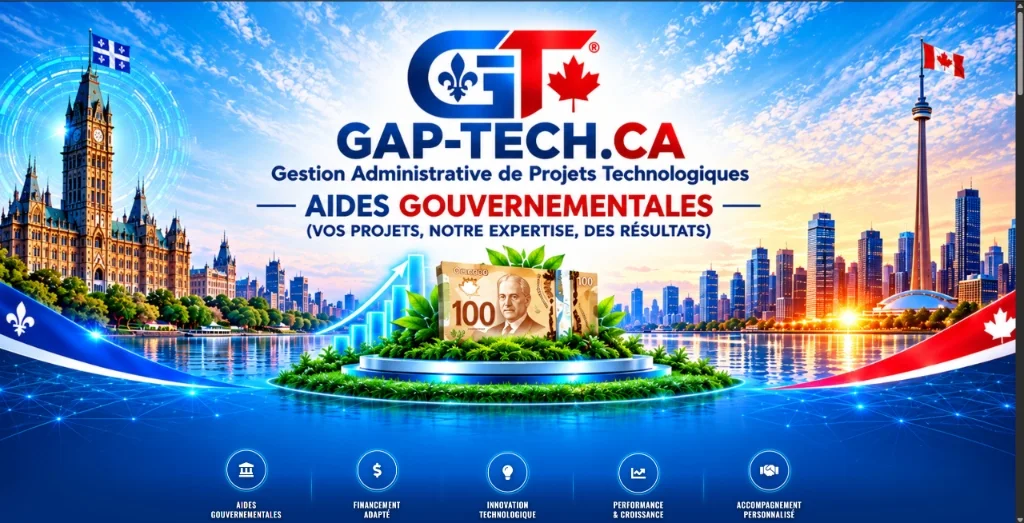 GT®
GAP-TECH.CA
Gestion Administrative de Projets Technologiques
AIDES GOUVERNEMENTALES
(VOS PROJETS, NOTRE EXPERTISE, DES RÉSULTATS)
100
100
AIDES
GOUVERNEMENTALES
FINANCEMENT
ADAPTÉ
INNOVATION
TECHNOLOGIQUE
PERFORMANCE
& CROISSANCE
ACCOMPAGNEMENT
PERSONNALISÉ